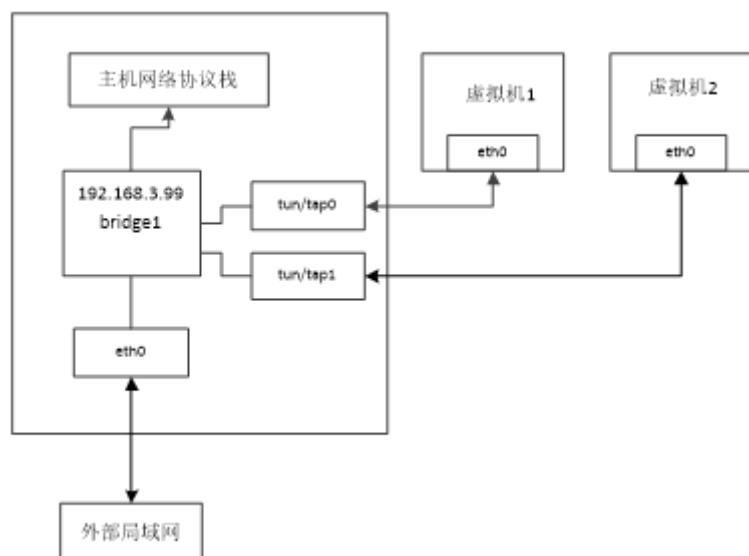 主机网络协议栈
虚拟机1
虚拟机2
eth0
eth0
192.168.3.99
bridge1
tun/tap0
tun/tap1
eth0
外部局域网